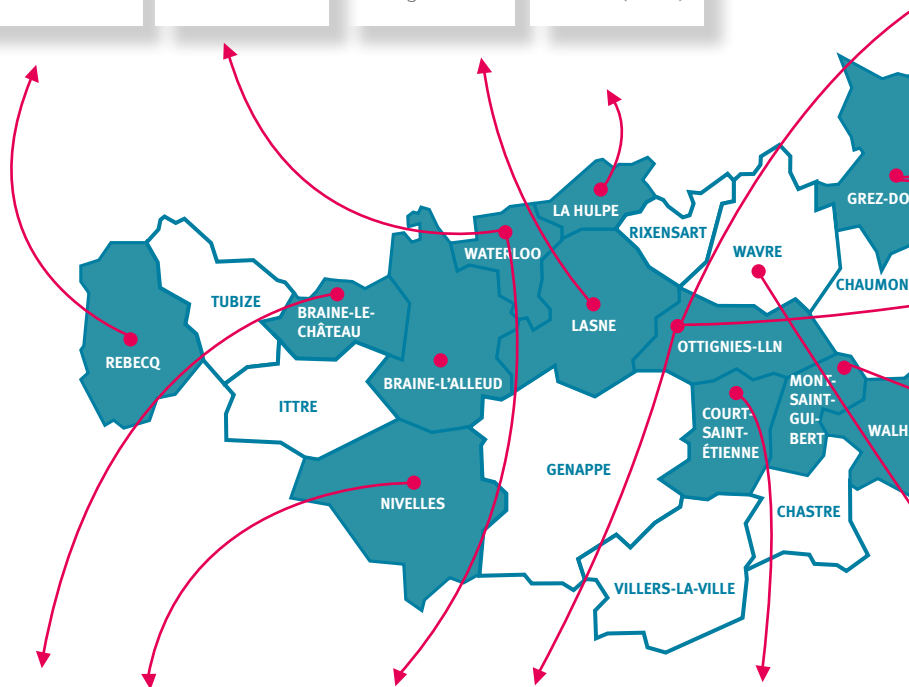 GREZ-DO
LA HULPE
RIXENSART
WATERLOO
WAVRE
CHAUMON
TUBIZE
BRAINE-LE-
CHÂTEAU
LASNE
OTTIGNIES-LLN
REBECQ
BRAINE-L'ALLEUD
MONT-
SAINT-
GUI-
BERT
ITTRE
COURT-
SAINT-
ÉTIENNE
WALH
GENAPPE
NIVELLES
CHASTRE
VILLERS-LA-VILLE